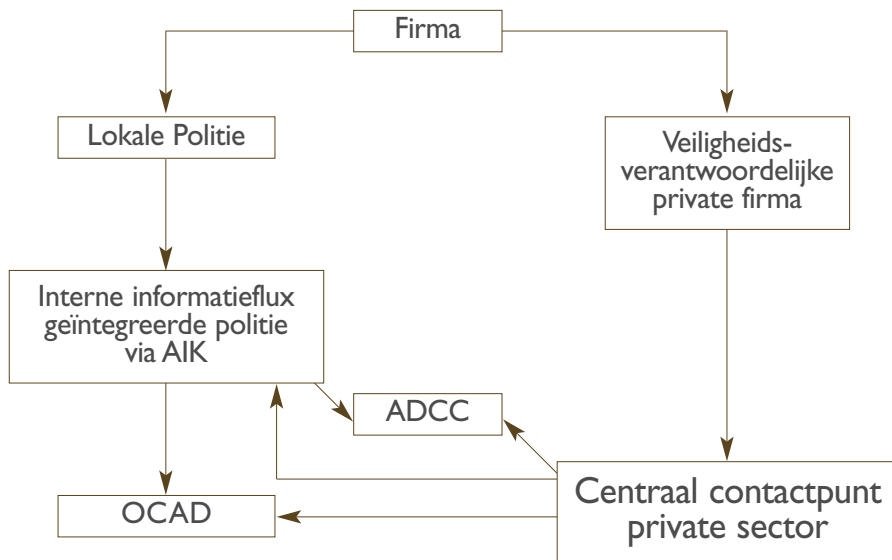 Firma
Lokale Politie
Veiligheids-
verantwoordelijke
private firma
Interne informatieflux
geïntegreerde politie
via AIK
ADCC
OCAD
Centraal contactpunt
private sector